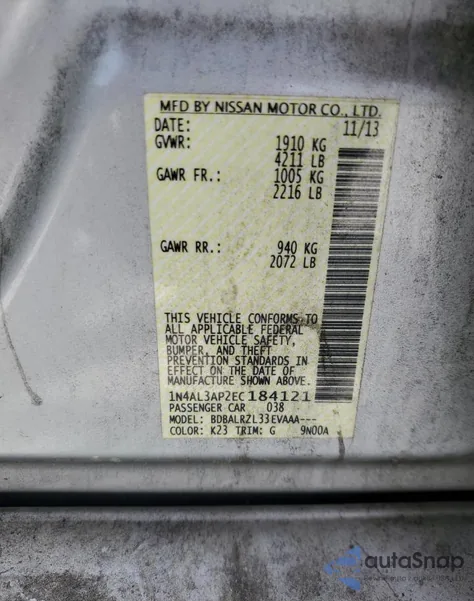 MFD BY NISSAN MOTOR CO., LTD.
DATE: 11/13
GVWR: 1910 KG
4211 LB
GAWR FR.: 1005 KG
2216 LB
GAWR RR.: 940 KG
2072 LB
THIS VEHICLE CONFORMS TO
ALL APPLICABLE FEDERAL
MOTOR VEHICLE SAFETY,
BUMPER, AND THEFT
PREVENTION STANDARDS IN
EFFECT ON THE DATE OF
MANUFACTURE SHOWN ABOVE.
1N4AL3AP2EC184121
PASSENGER CAR 038
MODEL: BDBALRZL33EVAAA---
COLOR: K23 TRIM: G 9N00A
autaSnap